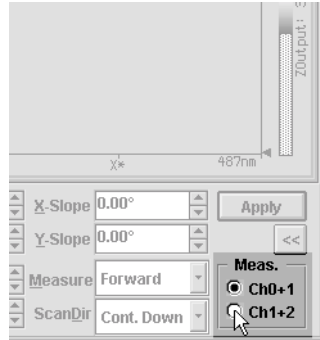 ZOutput:
X*
487nm
X-Slope 0.00°
Apply
Y-Slope 0.00°
<<
Meas.
Measure Forward
Ch0+1
ScanDir Cont. Down
Ch1+2